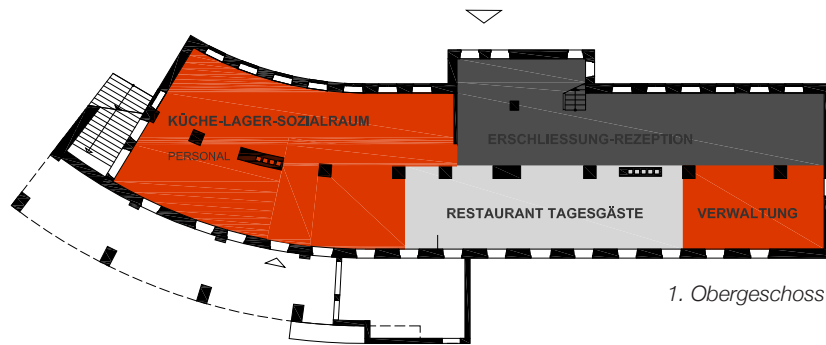 KÜCHE-LAGER-SOZIALRAUM
ERSCHLIESSUNG-REZEPTION
PERSONAL
RESTAURANT TAGESGÄSTE
VERWALTUNG
1. Obergeschoss